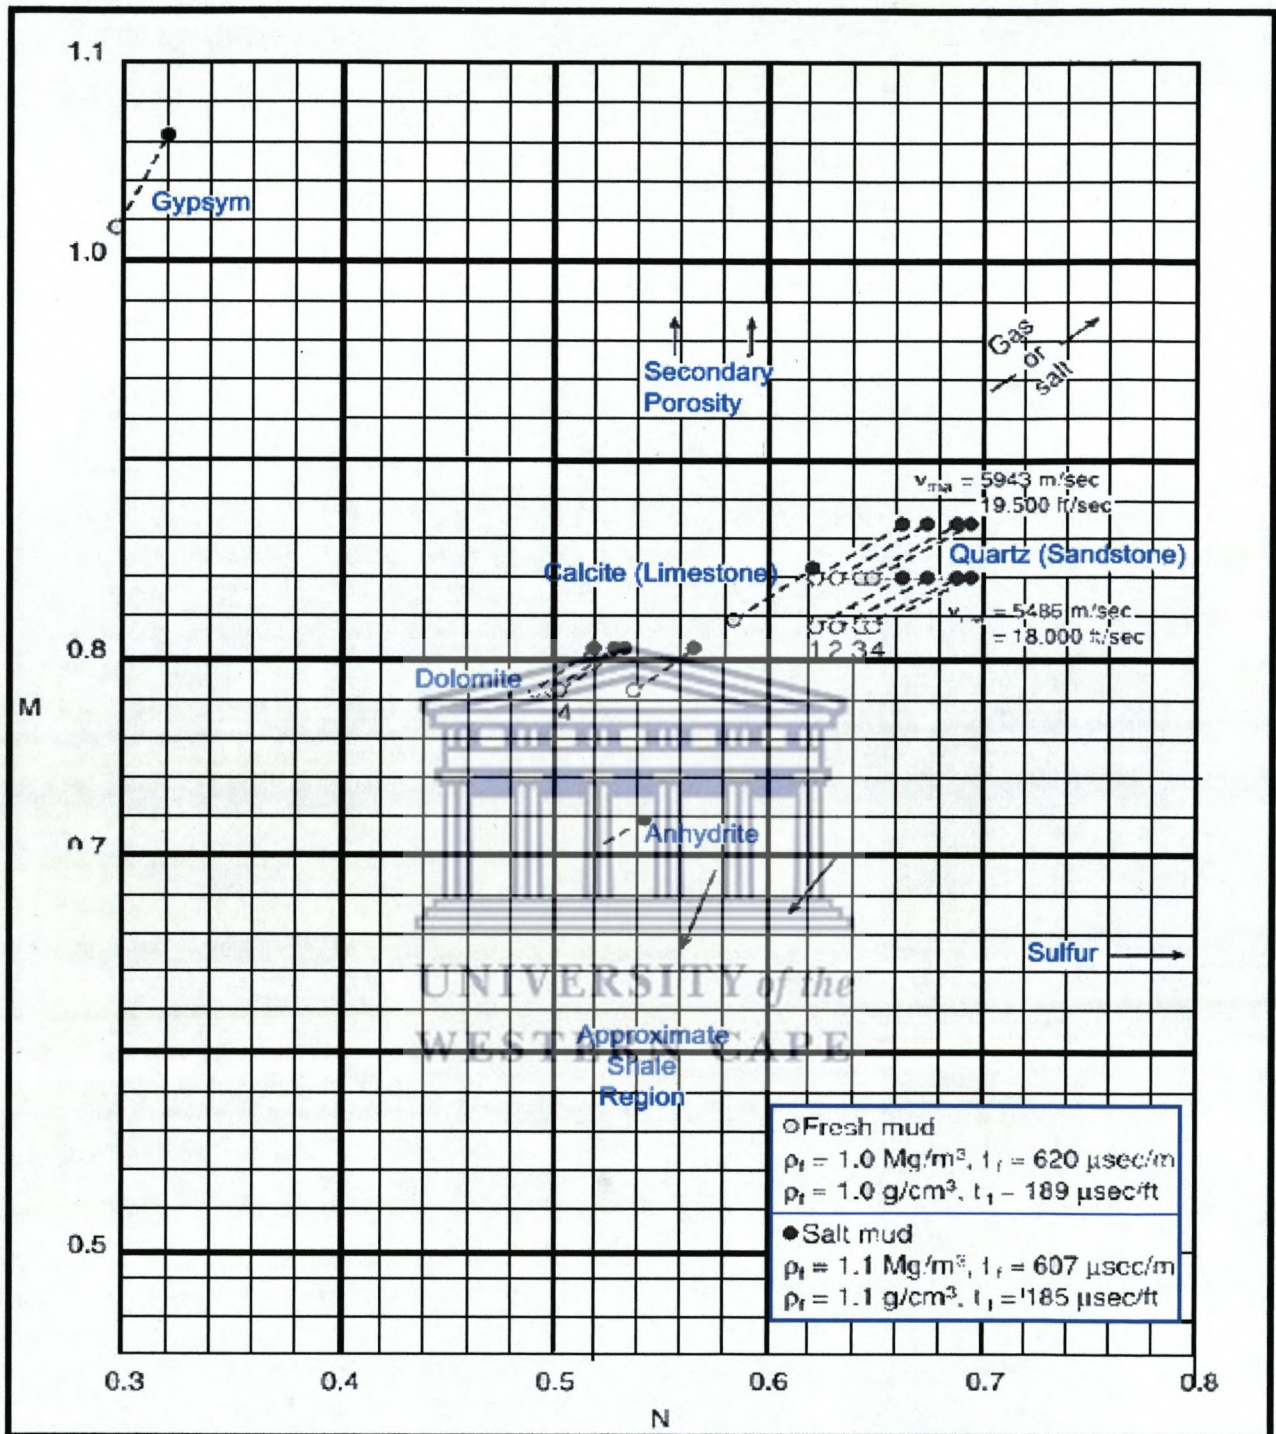 1.1
Gypsym
1.0
Gas
or
salt
Secondary
Porosity
vma = 5943 m/sec
19.500 ft/sec
Quartz (Sandstone)
Calcite (Limestone)
= 5486 m/sec
= 18.000 ft/sec
1 2 3 4
0.8
Dolomite
4
M
Anhydrite
0.7
Sulfur
UNIVERSITY of the
WESTERN CAPE
Approximate
Shale
Region
Fresh mud
ρf = 1.0 Mg/m³, tf = 620 μsec/m
ρf = 1.0 g/cm³, tf = 189 μsec/ft
Salt mud
ρf = 1.1 Mg/m³, tf = 607 μsec/m
ρf = 1.1 g/cm³, tf = 185 μsec/ft
0.5
0.3 0.4 0.5 0.6 0.7 0.8
N